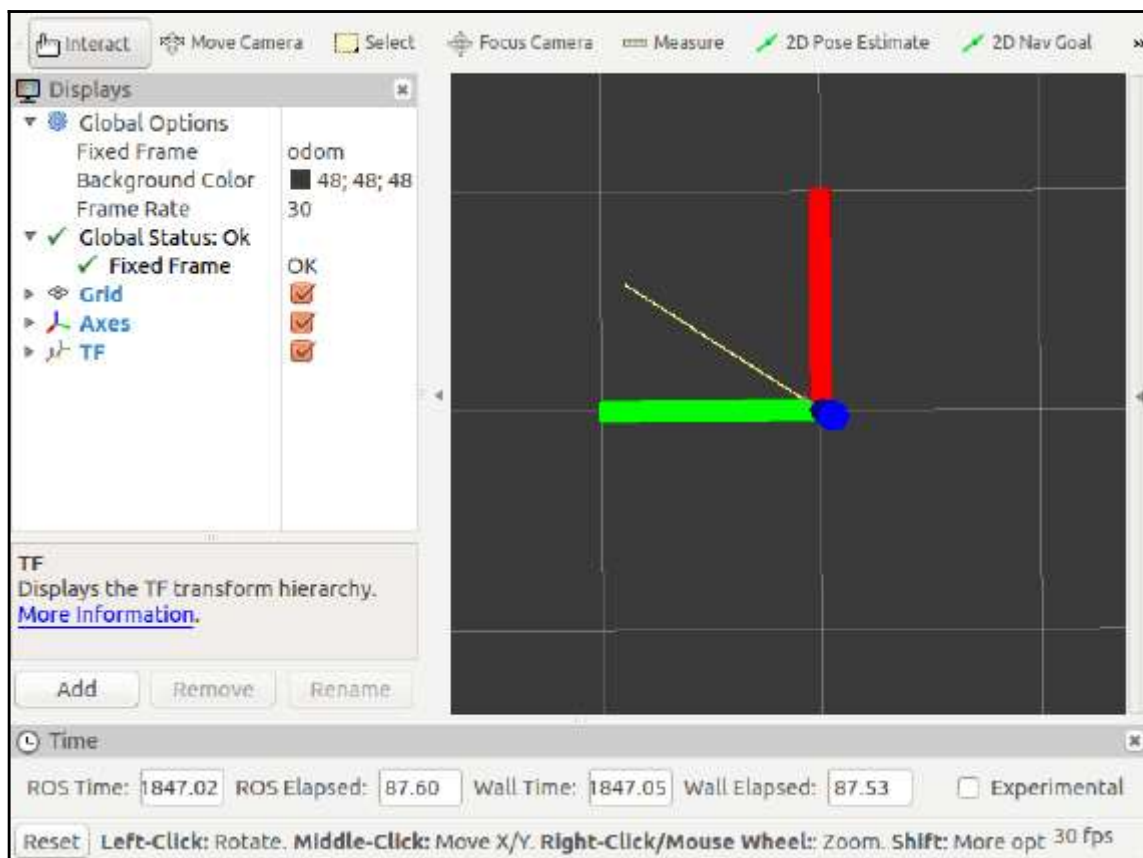 Interact Move Camera Select Focus Camera Measure 2D Pose Estimate 2D Nav Goal »
Displays
Global Options
Fixed Frame odom
Background Color 48; 48; 48
Frame Rate 30
Global Status: Ok
Fixed Frame OK
Grid
Axes
TF
TF
Displays the TF transform hierarchy.
More Information.
Add Remove Rename
Time
ROS Time: 1847.02 ROS Elapsed: 87.60 Wall Time: 1847.05 Wall Elapsed: 87.53 Experimental
Reset Left-Click: Rotate. Middle-Click: Move X/Y. Right-Click/Mouse Wheel:: Zoom. Shift: More opt 30 fps